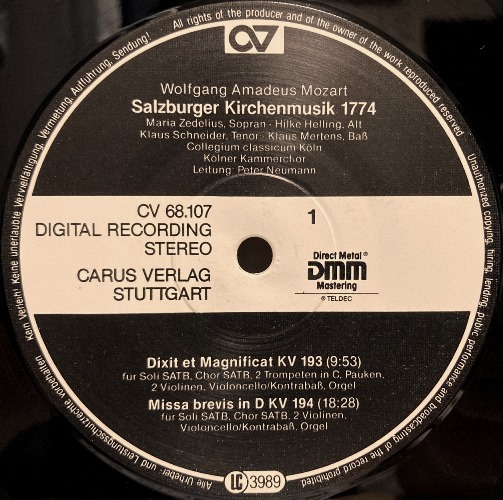 All rights of the producer and of the owner of the work reproduced reserved
Unauthorized copying, hiring, lending, public performance and broadcasting of the record prohibited
Alle Urheber- und Leistungsschutzrechte vorbehalten
Kein Verleih! Keine unerlaubte Vervielfältigung, Vermietung, Aufführung, Sendung!
CV
Wolfgang Amadeus Mozart
Salzburger Kirchenmusik 1774
Maria Zedelius, Sopran · Hilke Helling, Alt
Klaus Schneider, Tenor · Klaus Mertens, Baß
Collegium classicum Köln
Kölner Kammerchor
Leitung: Peter Neumann
CV 68.107
DIGITAL RECORDING
STEREO
CARUS VERLAG
STUTTGART
1
Direct Metal®
DMM
Mastering
® TELDEC
Dixit et Magnificat KV 193 (9:53)
für Soli SATB, Chor SATB, 2 Trompeten in C, Pauken,
2 Violinen, Violoncello/Kontrabaß, Orgel
Missa brevis in D KV 194 (18:28)
für Soli SATB, Chor SATB, 2 Violinen,
Violoncello/Kontrabaß, Orgel
LC 3989